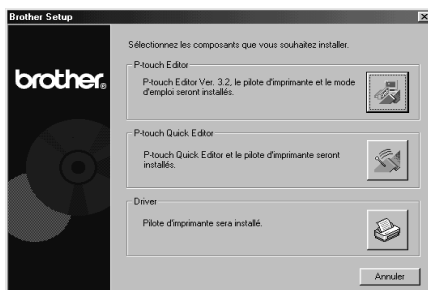 Brother Setup
brother®
Sélectionnez les composants que vous souhaitez installer.
P-touch Editor
P-touch Editor Ver. 3.2, le pilote d'imprimante et le mode
d'emploi seront installés.
P-touch Quick Editor
P-touch Quick Editor et le pilote d'imprimante seront
installés.
Driver
Pilote d'imprimante sera installé.
Annuler